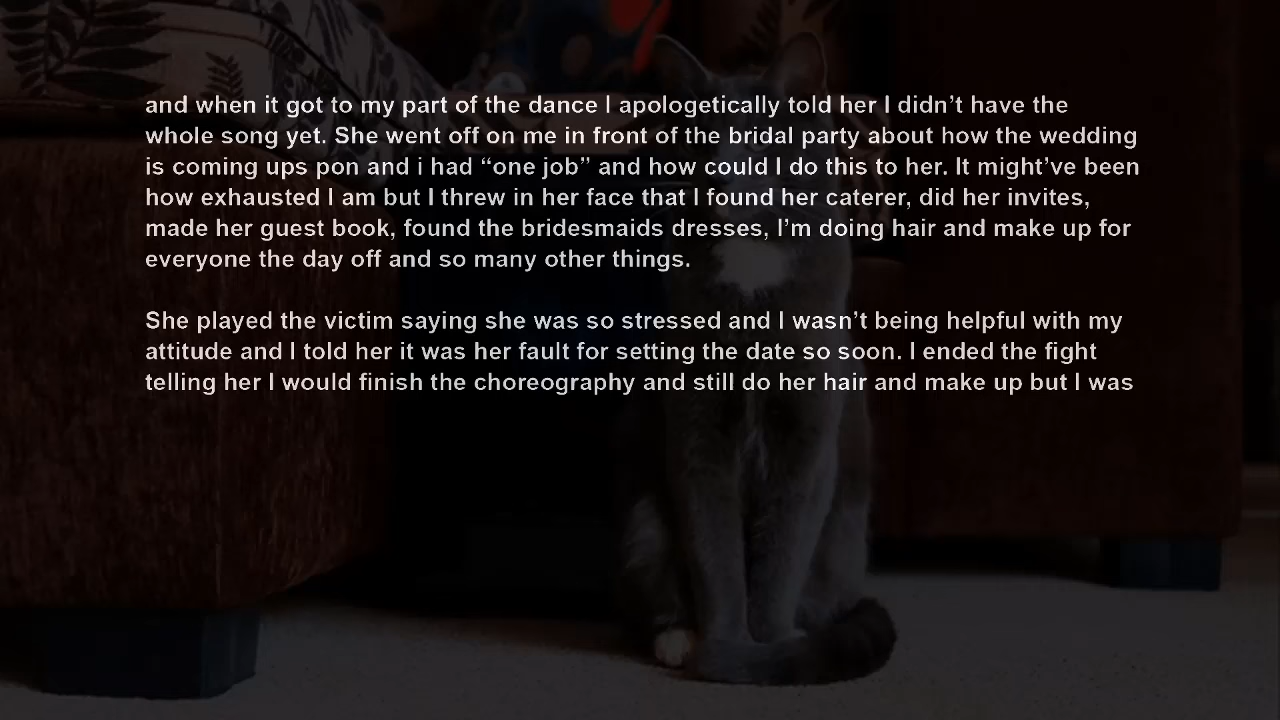 and when it got to my part of the dance I apologetically told her I didn’t have the
whole song yet. She went off on me in front of the bridal party about how the wedding
is coming ups pon and i had “one job” and how could I do this to her. It might’ve been
how exhausted I am but I threw in her face that I found her caterer, did her invites,
made her guest book, found the bridesmaids dresses, I’m doing hair and make up for
everyone the day off and so many other things.

She played the victim saying she was so stressed and I wasn’t being helpful with my
attitude and I told her it was her fault for setting the date so soon. I ended the fight
telling her I would finish the choreography and still do her hair and make up but I was